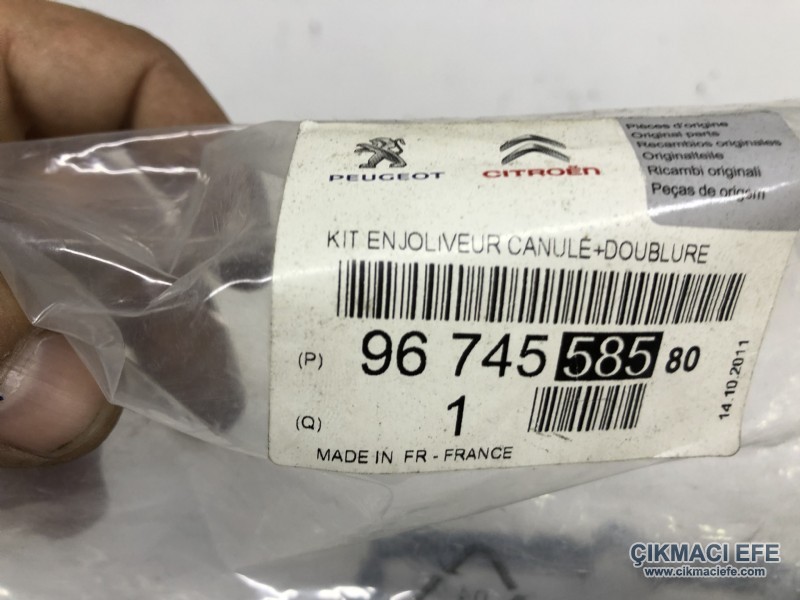 PEUGEOT
CITROËN
Pièces d'origine
Original parts
Recambios originales
Originalteile
Ricambi originali
Peças de origem
KIT ENJOLIVEUR CANULE+DOUBLURE
(P) 96 745 585 80
14.10.2011
(Q) 1
MADE IN FR - FRANCE
ÇIKMACI EFE
www.cikmaciefe.com